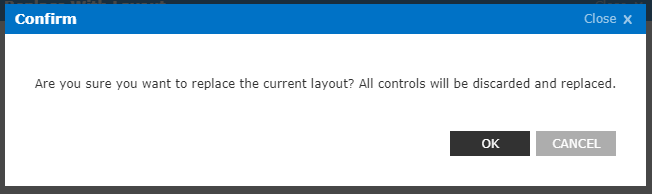 Confirm
Close x
Are you sure you want to replace the current layout? All controls will be discarded and replaced.
OK
CANCEL